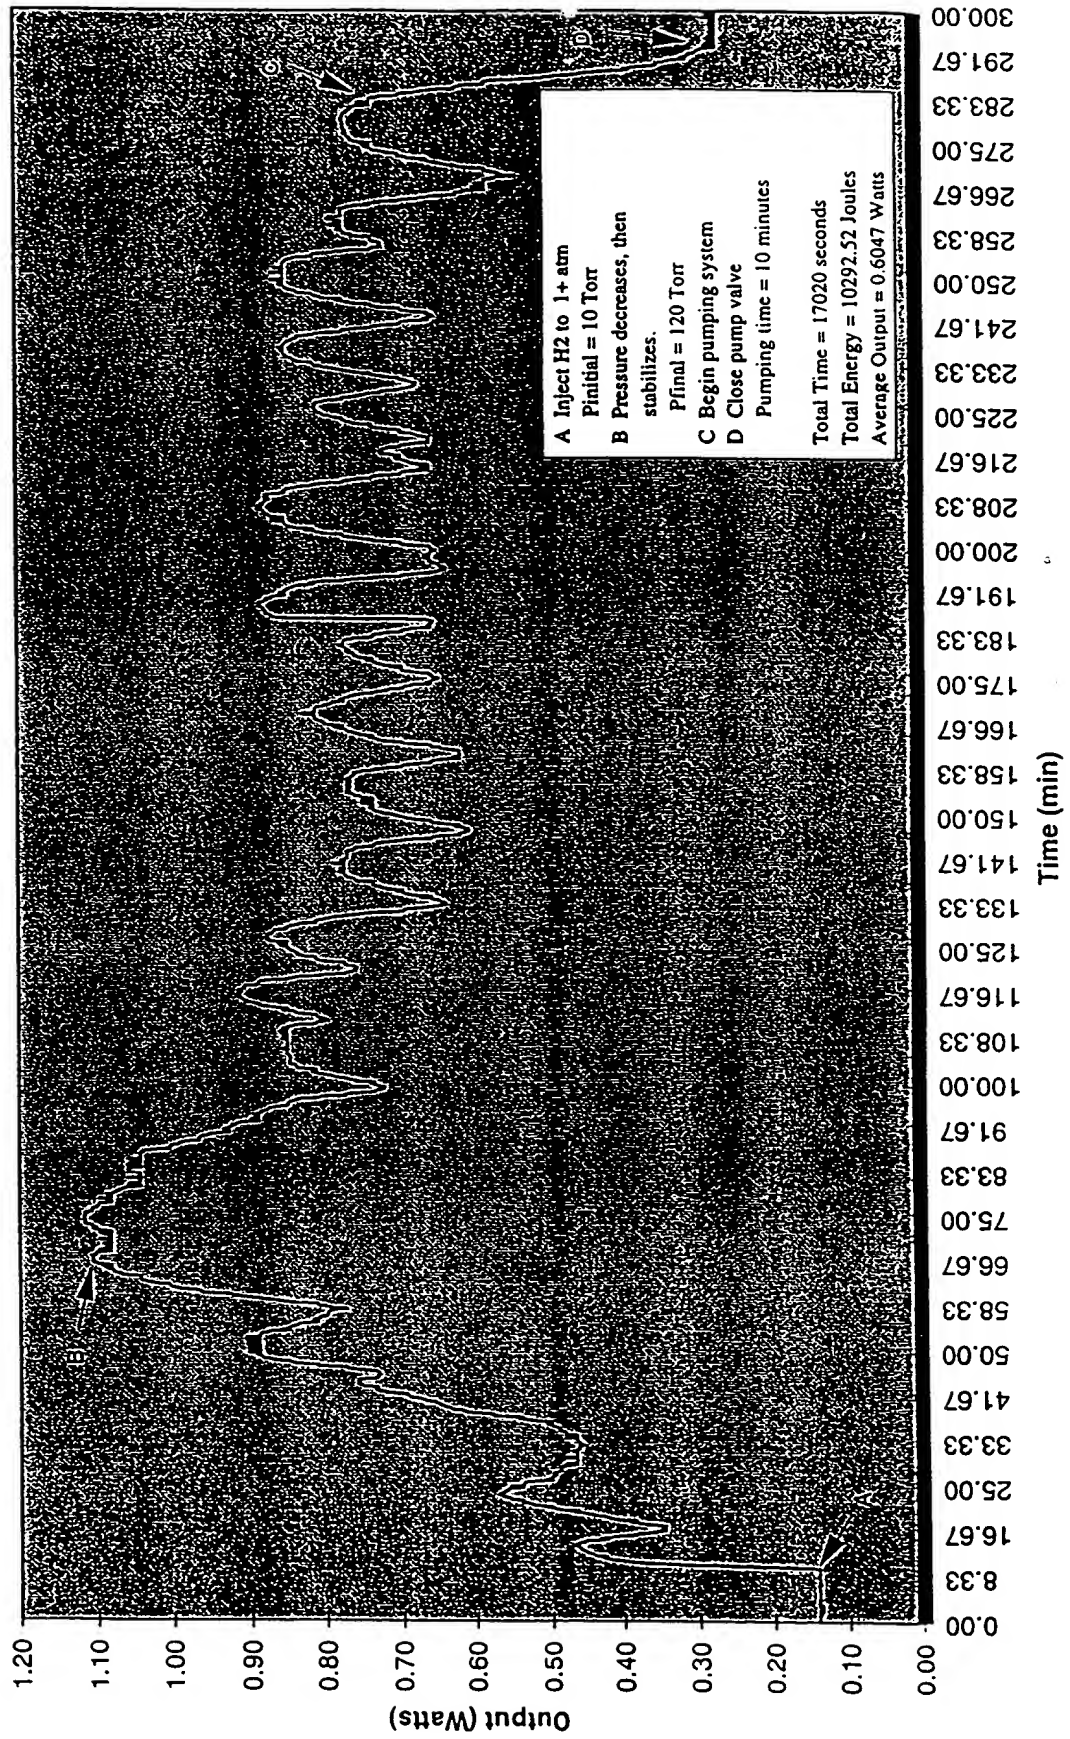 1.20
1.10
1.00
0.90
0.80
0.70
0.60
0.50
0.40
0.30
0.20
0.10
0.00
Output (Watts)
B
C
D
A
A Inject H2 to 1+ atm
Pinitial = 10 Torr
B Pressure decreases, then
stabilizes.
Pfinal = 120 Torr
C Begin pumping system
D Close pump valve
Pumping time = 10 minutes
Total Time = 17020 seconds
Total Energy = 10292.52 Joules
Average Output = 0.6047 Watts
0.00
8.33
16.67
25.00
33.33
41.67
50.00
58.33
66.67
75.00
83.33
91.67
100.00
108.33
116.67
125.00
133.33
141.67
150.00
158.33
166.67
175.00
183.33
191.67
200.00
208.33
216.67
225.00
233.33
241.67
250.00
258.33
266.67
275.00
283.33
291.67
300.00
Time (min)